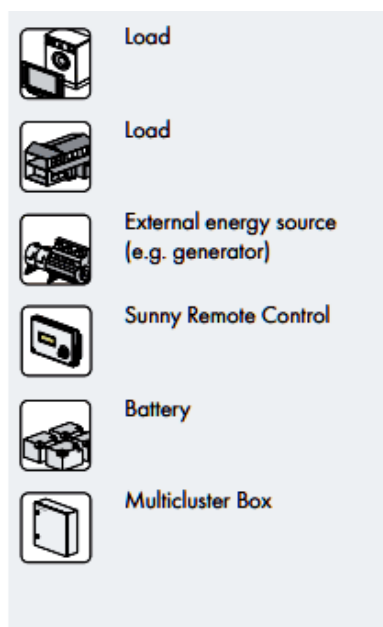 Load
Load
External energy source
(e.g. generator)
Sunny Remote Control
Battery
Multicluster Box